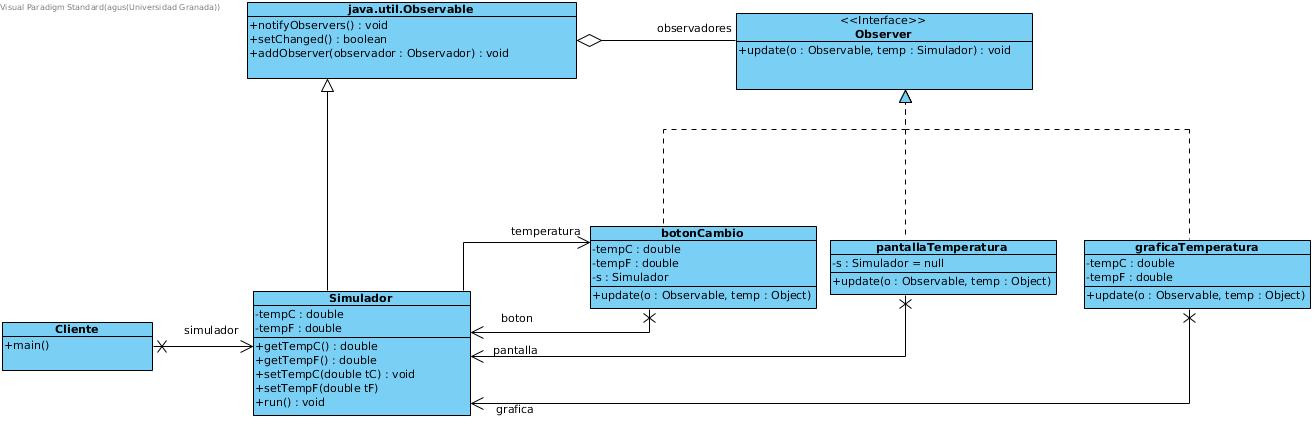 Visual Paradigm Standard(agus(Universidad Granada))
java.util.Observable
+notifyObservers() : void
+setChanged() : boolean
+addObserver(observador : Observador) : void
observadores
<<Interface>>
Observer
+update(o : Observable, temp : Simulador) : void
temperatura
botonCambio
-tempC : double
-tempF : double
-s : Simulador
+update(o : Observable, temp : Object)
pantallaTemperatura
-s : Simulador = null
+update(o : Observable, temp : Object)
graficaTemperatura
-tempC : double
-tempF : double
+update(o : Observable, temp : Object)
Cliente
+main()
simulador
Simulador
-tempC : double
-tempF : double
+getTempC() : double
+getTempF() : double
+setTempC(double tC) : void
+setTempF(double tF)
+run() : void
boton
pantalla
grafica